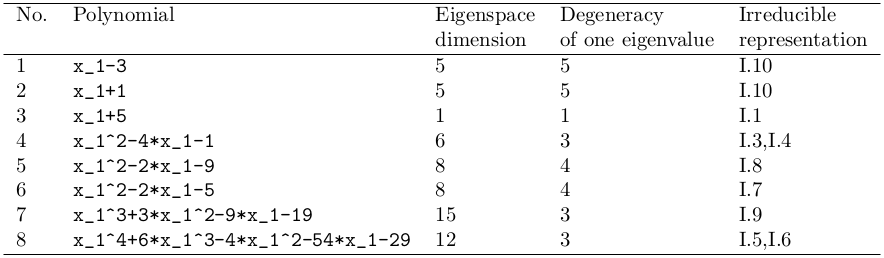 No. Polynomial Eigenspace Degeneracy Irreducible
dimension of one eigenvalue representation
1 x_1-3 5 5 I.10
2 x_1+1 5 5 I.10
3 x_1+5 1 1 I.1
4 x_1^2-4*x_1-1 6 3 I.3,I.4
5 x_1^2-2*x_1-9 8 4 I.8
6 x_1^2-2*x_1-5 8 4 I.7
7 x_1^3+3*x_1^2-9*x_1-19 15 3 I.9
8 x_1^4+6*x_1^3-4*x_1^2-54*x_1-29 12 3 I.5,I.6